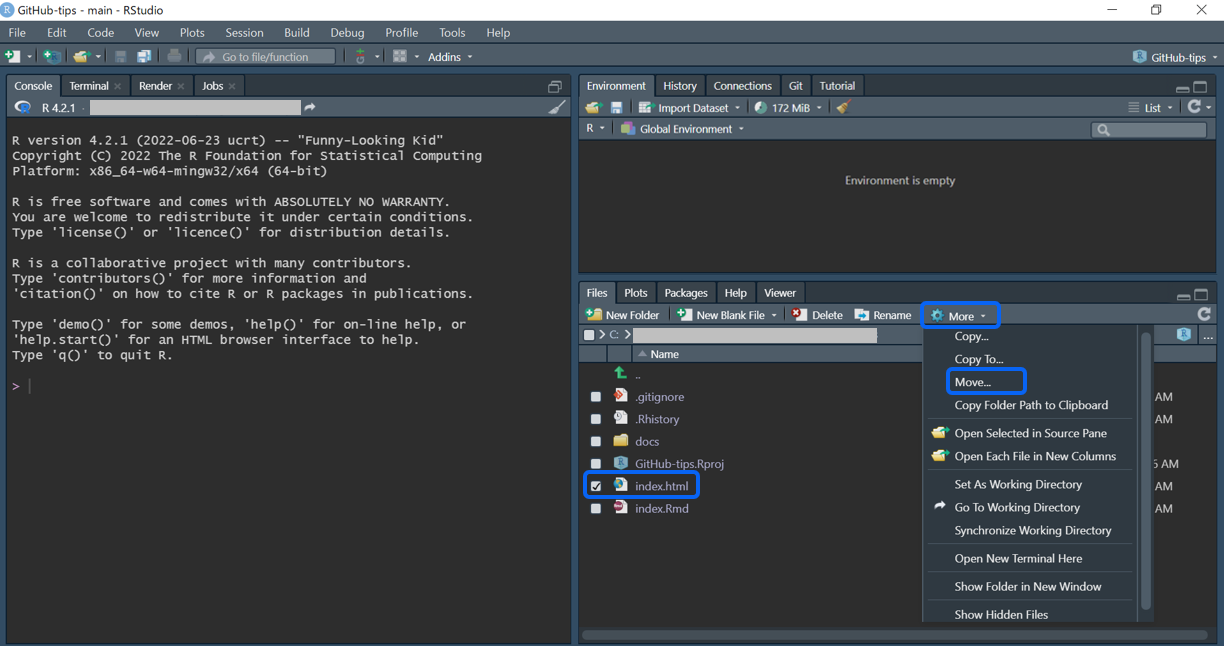 GitHub-tips - main - RStudio
File Edit Code View Plots Session Build Debug Profile Tools Help
Go to file/function Addins GitHub-tips
Console Terminal Render Jobs
R 4.2.1
R version 4.2.1 (2022-06-23 ucrt) -- "Funny-Looking Kid"
Copyright (C) 2022 The R Foundation for Statistical Computing
Platform: x86_64-w64-mingw32/x64 (64-bit)
R is free software and comes with ABSOLUTELY NO WARRANTY.
You are welcome to redistribute it under certain conditions.
Type 'license()' or 'licence()' for distribution details.
R is a collaborative project with many contributors.
Type 'contributors()' for more information and
'citation()' on how to cite R or R packages in publications.
Type 'demo()' for some demos, 'help()' for on-line help, or
'help.start()' for an HTML browser interface to help.
Type 'q()' to quit R.
>
Environment History Connections Git Tutorial
Import Dataset 172 MiB List
R Global Environment
Environment is empty
Files Plots Packages Help Viewer
New Folder New Blank File Delete Rename More
C: R ...
Name
..
.gitignore AM
.Rhistory AM
docs
GitHub-tips.Rproj 5 AM
index.html AM
index.Rmd AM
Copy...
Copy To...
Move...
Copy Folder Path to Clipboard
Open Selected in Source Pane
Open Each File in New Columns
Set As Working Directory
Go To Working Directory
Synchronize Working Directory
Open New Terminal Here
Show Folder in New Window
Show Hidden Files